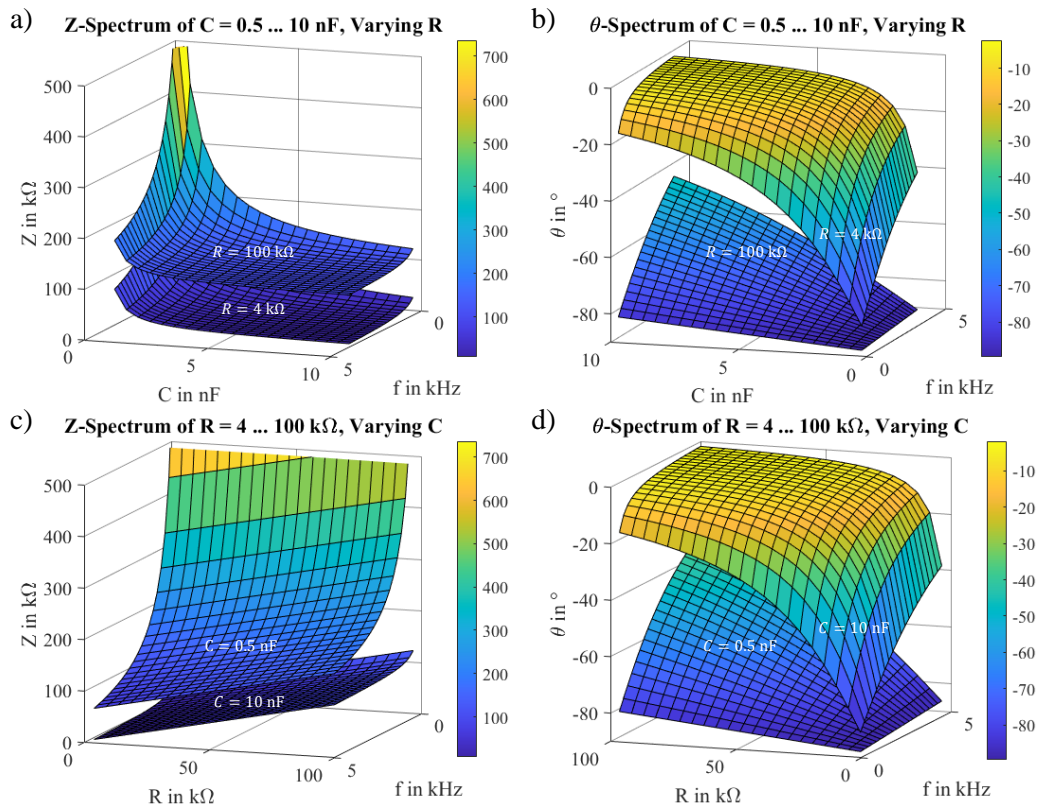 a)
Z-Spectrum of C = 0.5 ... 10 nF, Varying R
500
400
300
200
100
0
Z in kΩ
R = 100 kΩ
R = 4 kΩ
0
5
10
C in nF
5
0
f in kHz
700
600
500
400
300
200
100
b)
θ-Spectrum of C = 0.5 ... 10 nF, Varying R
0
-20
-40
-60
-80
θ in °
R = 100 kΩ
R = 4 kΩ
10
5
0
C in nF
0
5
f in kHz
-10
-20
-30
-40
-50
-60
-70
-80
c)
Z-Spectrum of R = 4 ... 100 kΩ, Varying C
500
400
300
200
100
0
Z in kΩ
C = 0.5 nF
C = 10 nF
0
50
100
R in kΩ
5
0
f in kHz
700
600
500
400
300
200
100
d)
θ-Spectrum of R = 4 ... 100 kΩ, Varying C
0
-20
-40
-60
-80
θ in °
C = 0.5 nF
C = 10 nF
100
50
0
R in kΩ
0
5
f in kHz
-10
-20
-30
-40
-50
-60
-70
-80